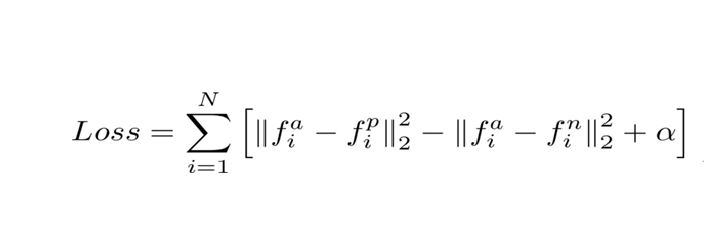 Loss = \sum_{i=1}^{N} \left[ \| f_i^a - f_i^p \|_2^2 - \| f_i^a - f_i^n \|_2^2 + \alpha \right]